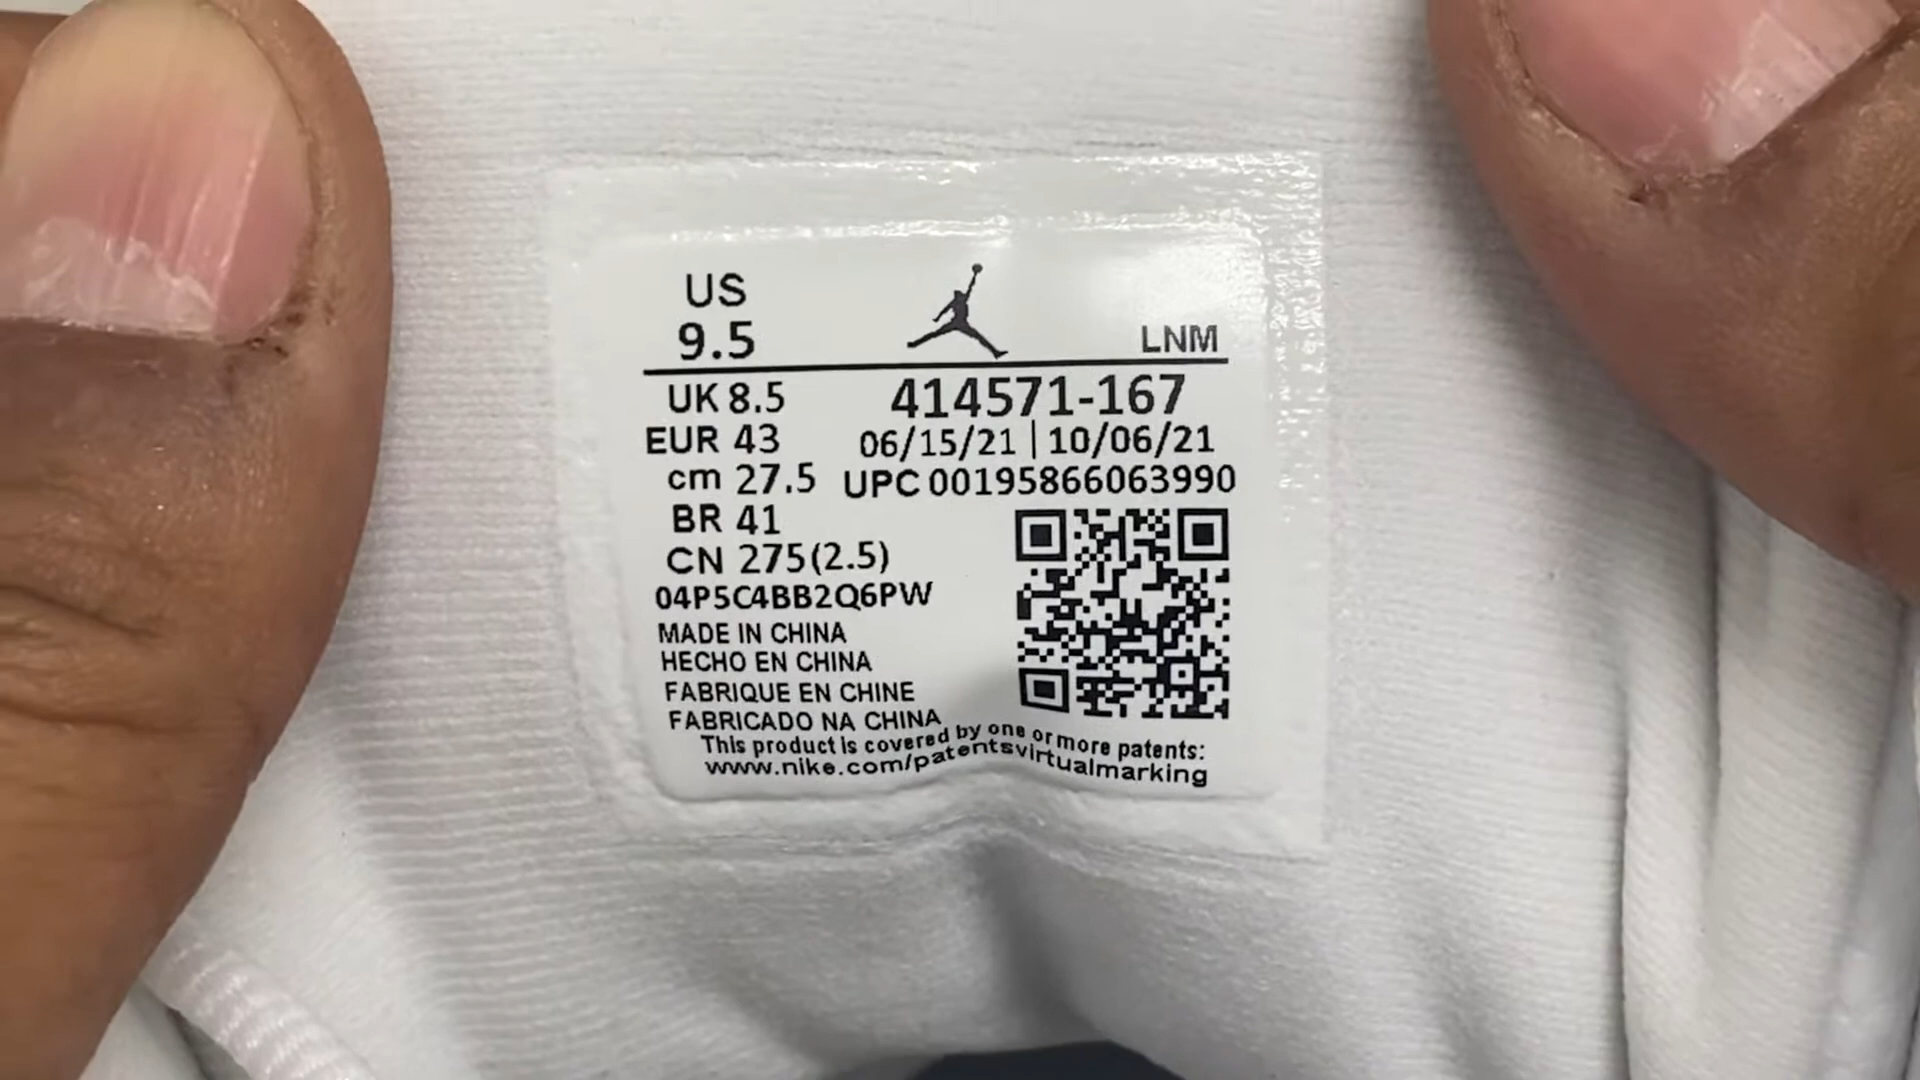 US
9.5
LNM
UK 8.5
414571-167
EUR 43
06/15/21 | 10/06/21
cm 27.5
UPC 00195866063990
BR 41
CN 275(2.5)
04P5C4BB2Q6PW
MADE IN CHINA
HECHO EN CHINA
FABRIQUE EN CHINE
FABRICADO NA CHINA
This product is covered by one or more patents:
www.nike.com/patentsvirtualmarking